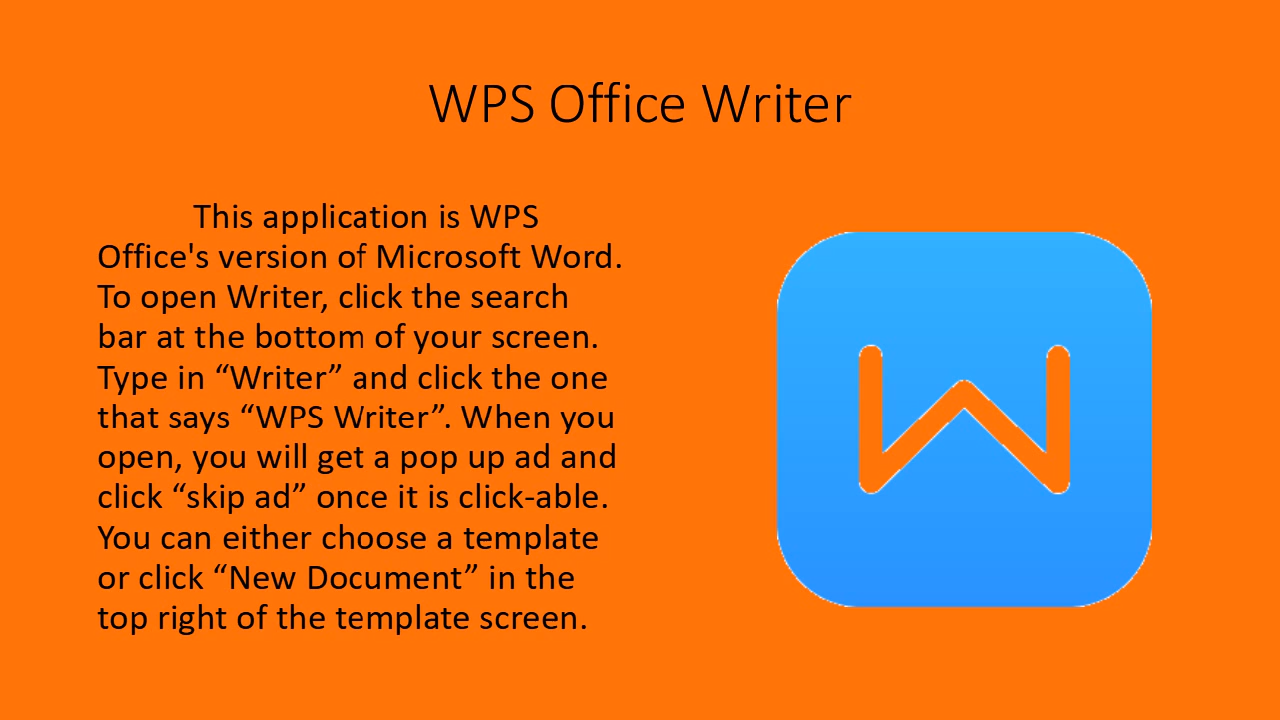 WPS Office Writer
This application is WPS
Office's version of Microsoft Word.
To open Writer, click the search
bar at the bottom of your screen.
Type in “Writer” and click the one
that says “WPS Writer”. When you
open, you will get a pop up ad and
click “skip ad” once it is click-able.
You can either choose a template
or click “New Document” in the
top right of the template screen.